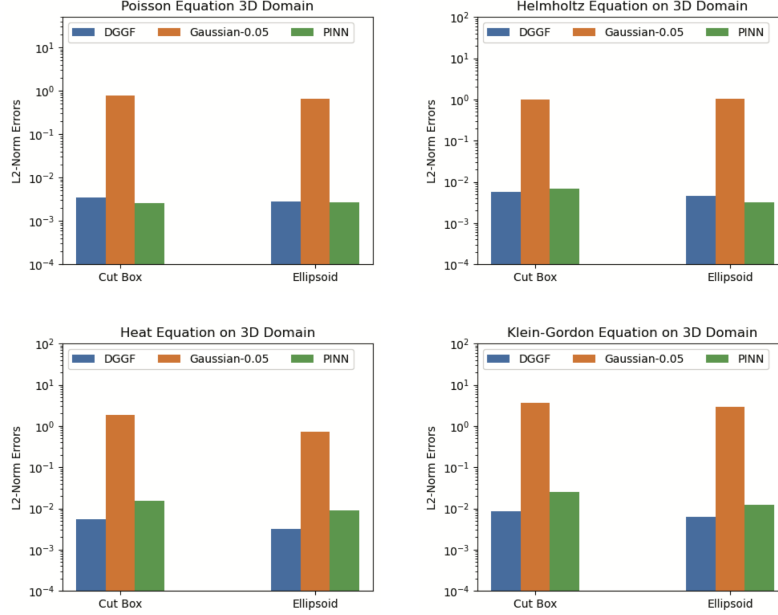 Poisson Equation 3D Domain
DGGF Gaussian-0.05 PINN
L2-Norm Errors
10^1
10^0
10^-1
10^-2
10^-3
10^-4
Cut Box Ellipsoid
Helmholtz Equation on 3D Domain
DGGF Gaussian-0.05 PINN
L2-Norm Errors
10^2
10^1
10^0
10^-1
10^-2
10^-3
10^-4
Cut Box Ellipsoid
Heat Equation on 3D Domain
DGGF Gaussian-0.05 PINN
L2-Norm Errors
10^2
10^1
10^0
10^-1
10^-2
10^-3
10^-4
Cut Box Ellipsoid
Klein-Gordon Equation on 3D Domain
DGGF Gaussian-0.05 PINN
L2-Norm Errors
10^2
10^1
10^0
10^-1
10^-2
10^-3
10^-4
Cut Box Ellipsoid